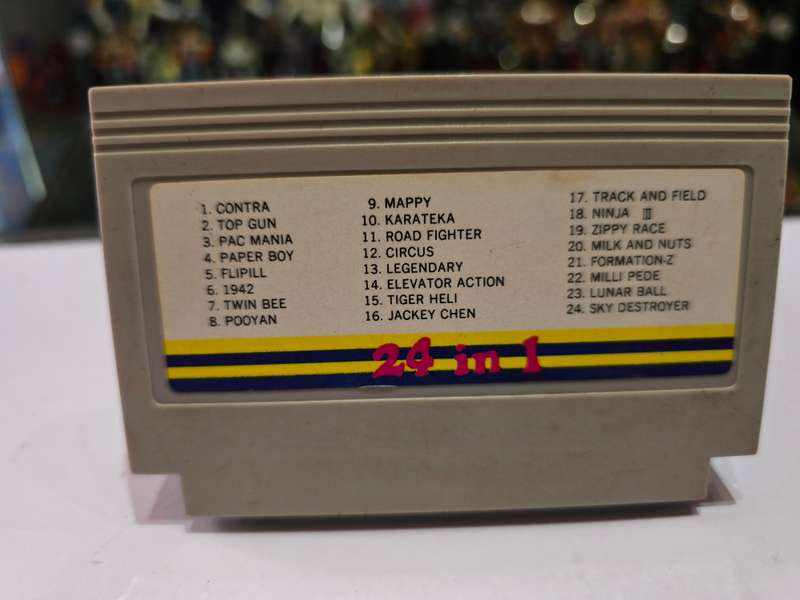 1. CONTRA
2. TOP GUN
3. PAC MANIA
4. PAPER BOY
5. FLIPILL
6. 1942
7. TWIN BEE
8. POOYAN
9. MAPPY
10. KARATEKA
11. ROAD FIGHTER
12. CIRCUS
13. LEGENDARY
14. ELEVATOR ACTION
15. TIGER HELI
16. JACKEY CHEN
17. TRACK AND FIELD
18. NINJA III
19. ZIPPY RACE
20. MILK AND NUTS
21. FORMATION-Z
22. MILLI PEDE
23. LUNAR BALL
24. SKY DESTROYER
24 in 1